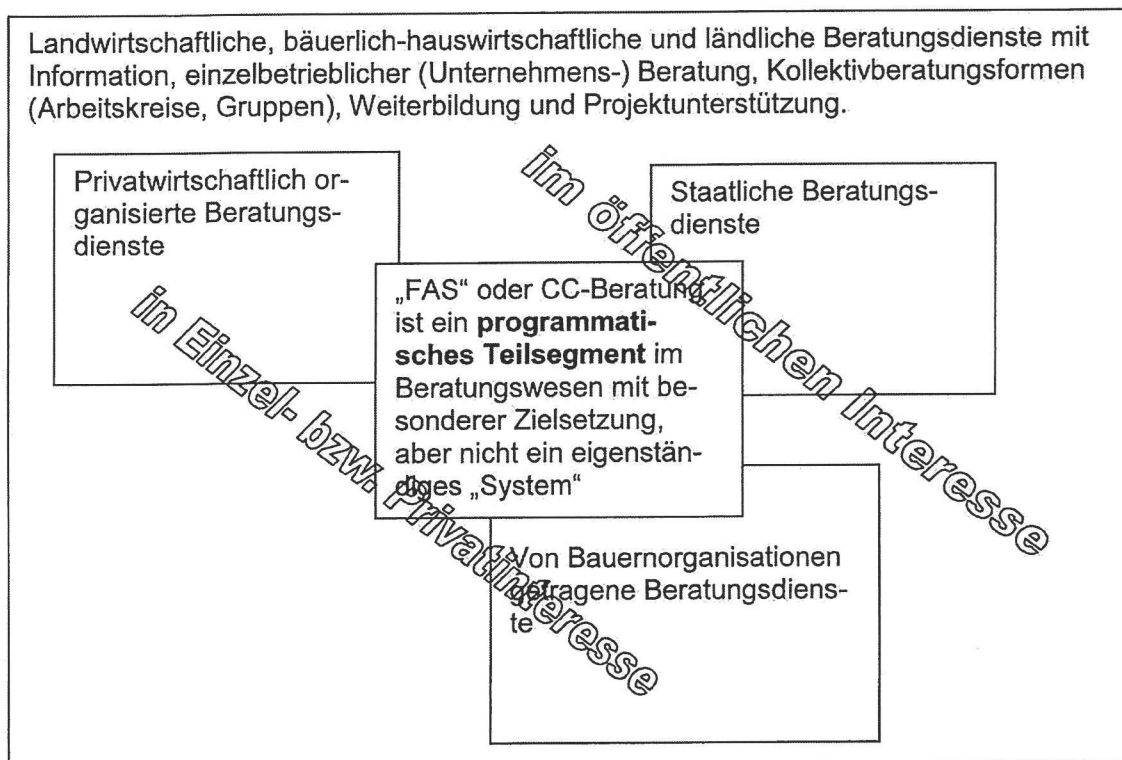 Landwirtschaftliche, bäuerlich-hauswirtschaftliche und ländliche Beratungsdienste mit
Information, einzelbetrieblicher (Unternehmens-) Beratung, Kollektivberatungsformen
(Arbeitskreise, Gruppen), Weiterbildung und Projektunterstützung.
Privatwirtschaftlich or-
ganisierte Beratungs-
dienste
im öffentlichen Interesse
Staatliche Beratungs-
dienste
in Einzel- bzw. Privatinteresse
„FAS“ oder CC-Beratung,
ist ein programmati-
sches Teilsegment im
Beratungswesen mit be-
sonderer Zielsetzung,
aber nicht ein eigenstän-
diges „System“
Von Bauernorganisationen
getragene Beratungsdiens-
te